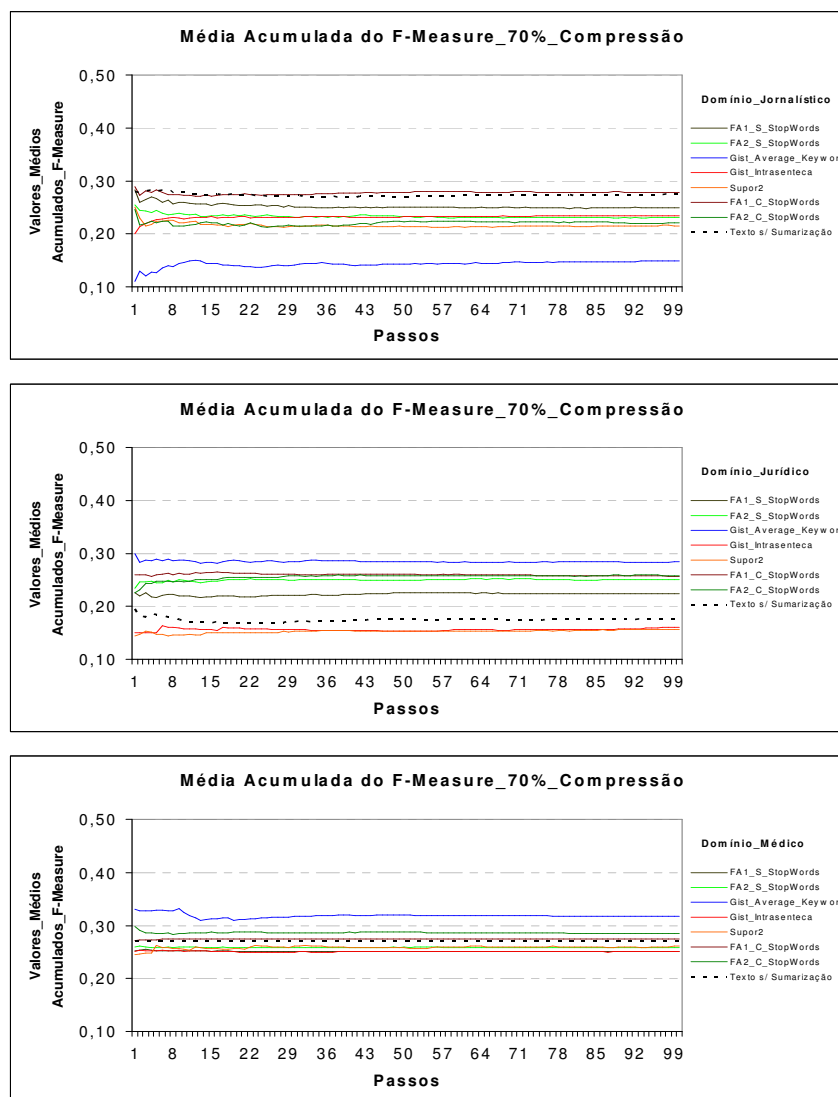 Média Acumulada do F-Measure_70%_Compressão
Valores_Médios
Acumulados_F-Measure
0,50
0,40
0,30
0,20
0,10
1 8 15 22 29 36 43 50 57 64 71 78 85 92 99
Passos
Domínio_Jornalístico
FA1_S_StopWords
FA2_S_StopWords
Gist_Average_Keyword
Gist_Intrasenteca
Supor2
FA1_C_StopWords
FA2_C_StopWords
Texto s/ Sumarização
Média Acumulada do F-Measure_70%_Compressão
Valores_Médios
Acumulados_F-Measure
0,50
0,40
0,30
0,20
0,10
1 8 15 22 29 36 43 50 57 64 71 78 85 92 99
Passos
Domínio_Jurídico
FA1_S_StopWords
FA2_S_StopWords
Gist_Average_Keyword
Gist_Intrasenteca
Supor2
FA1_C_StopWords
FA2_C_StopWords
Texto s/ Sumarização
Média Acumulada do F-Measure_70%_Compressão
Valores_Médios
Acumulados_F-Measure
0,50
0,40
0,30
0,20
0,10
1 8 15 22 29 36 43 50 57 64 71 78 85 92 99
Passos
Domínio_Médico
FA1_S_StopWords
FA2_S_StopWords
Gist_Average_Keywor
Gist_Intrasenteca
Supor2
FA1_C_StopWords
FA2_C_StopWords
Texto s/ Sumarização